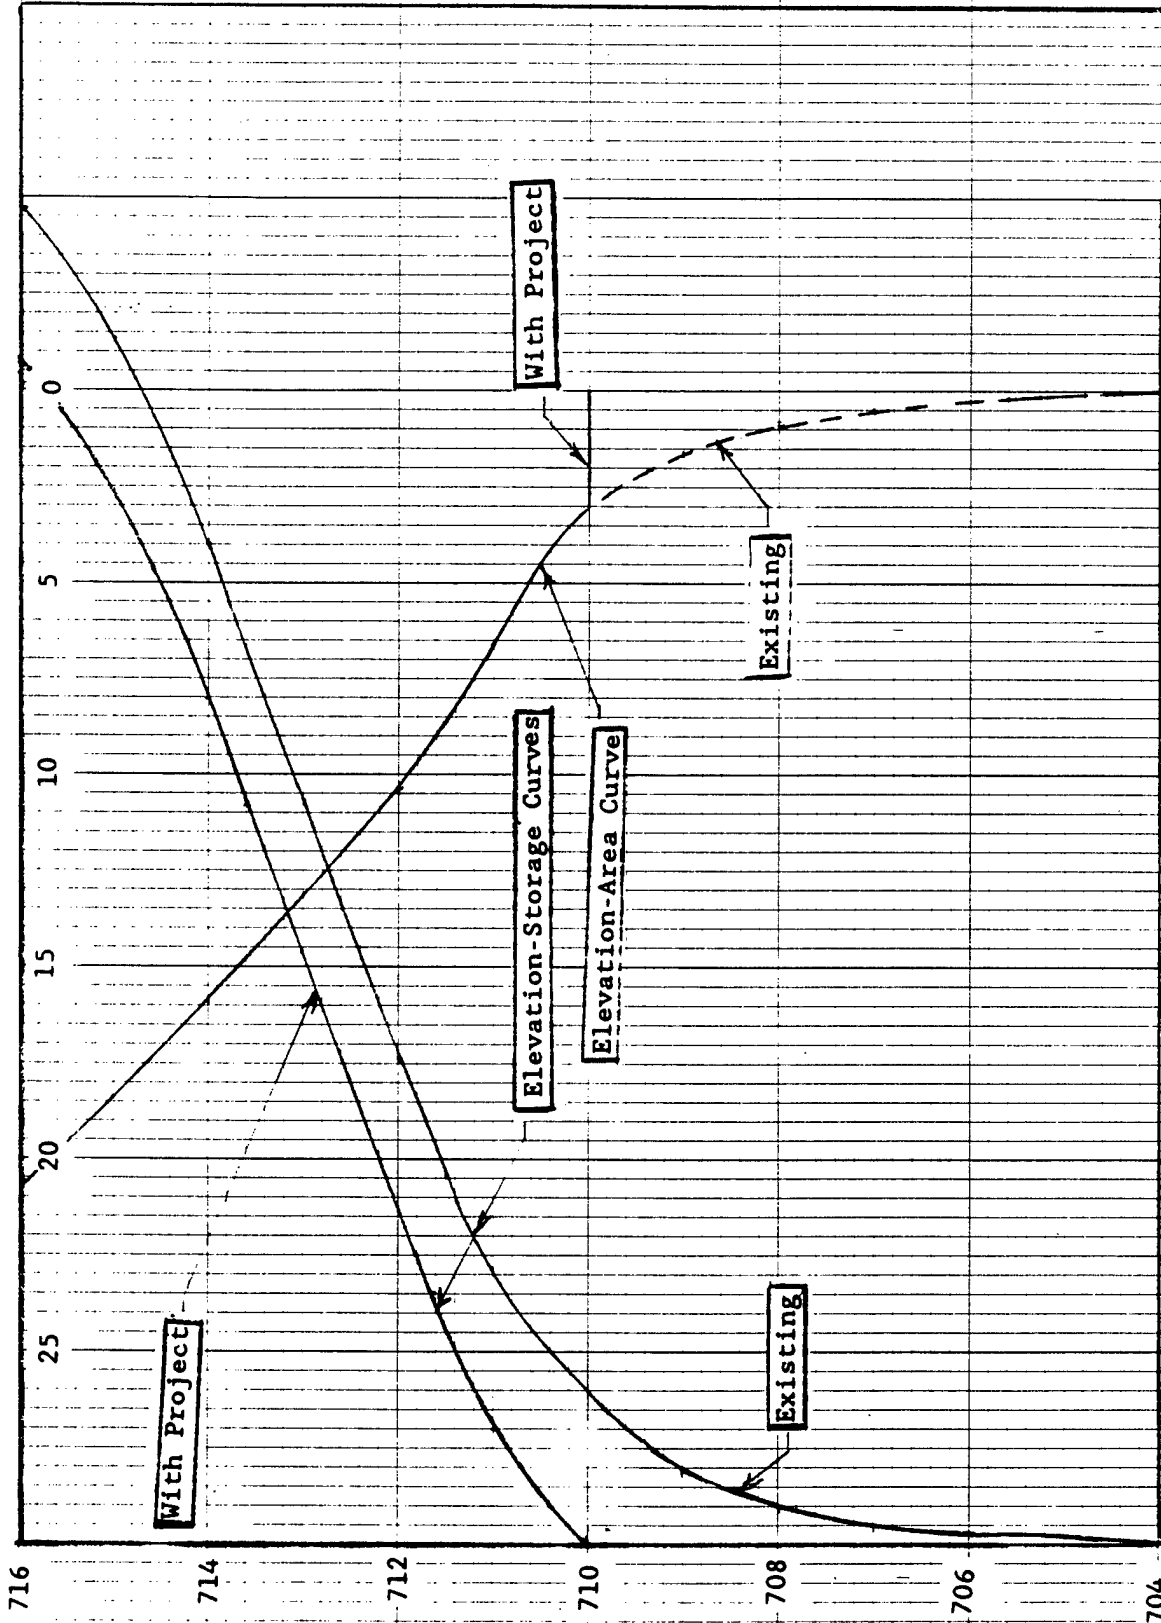 716
714
712
710
708
706
704
0
5
10
15
20
25
With Project
Existing
Elevation-Storage Curves
Elevation-Area Curve
With Project
Existing